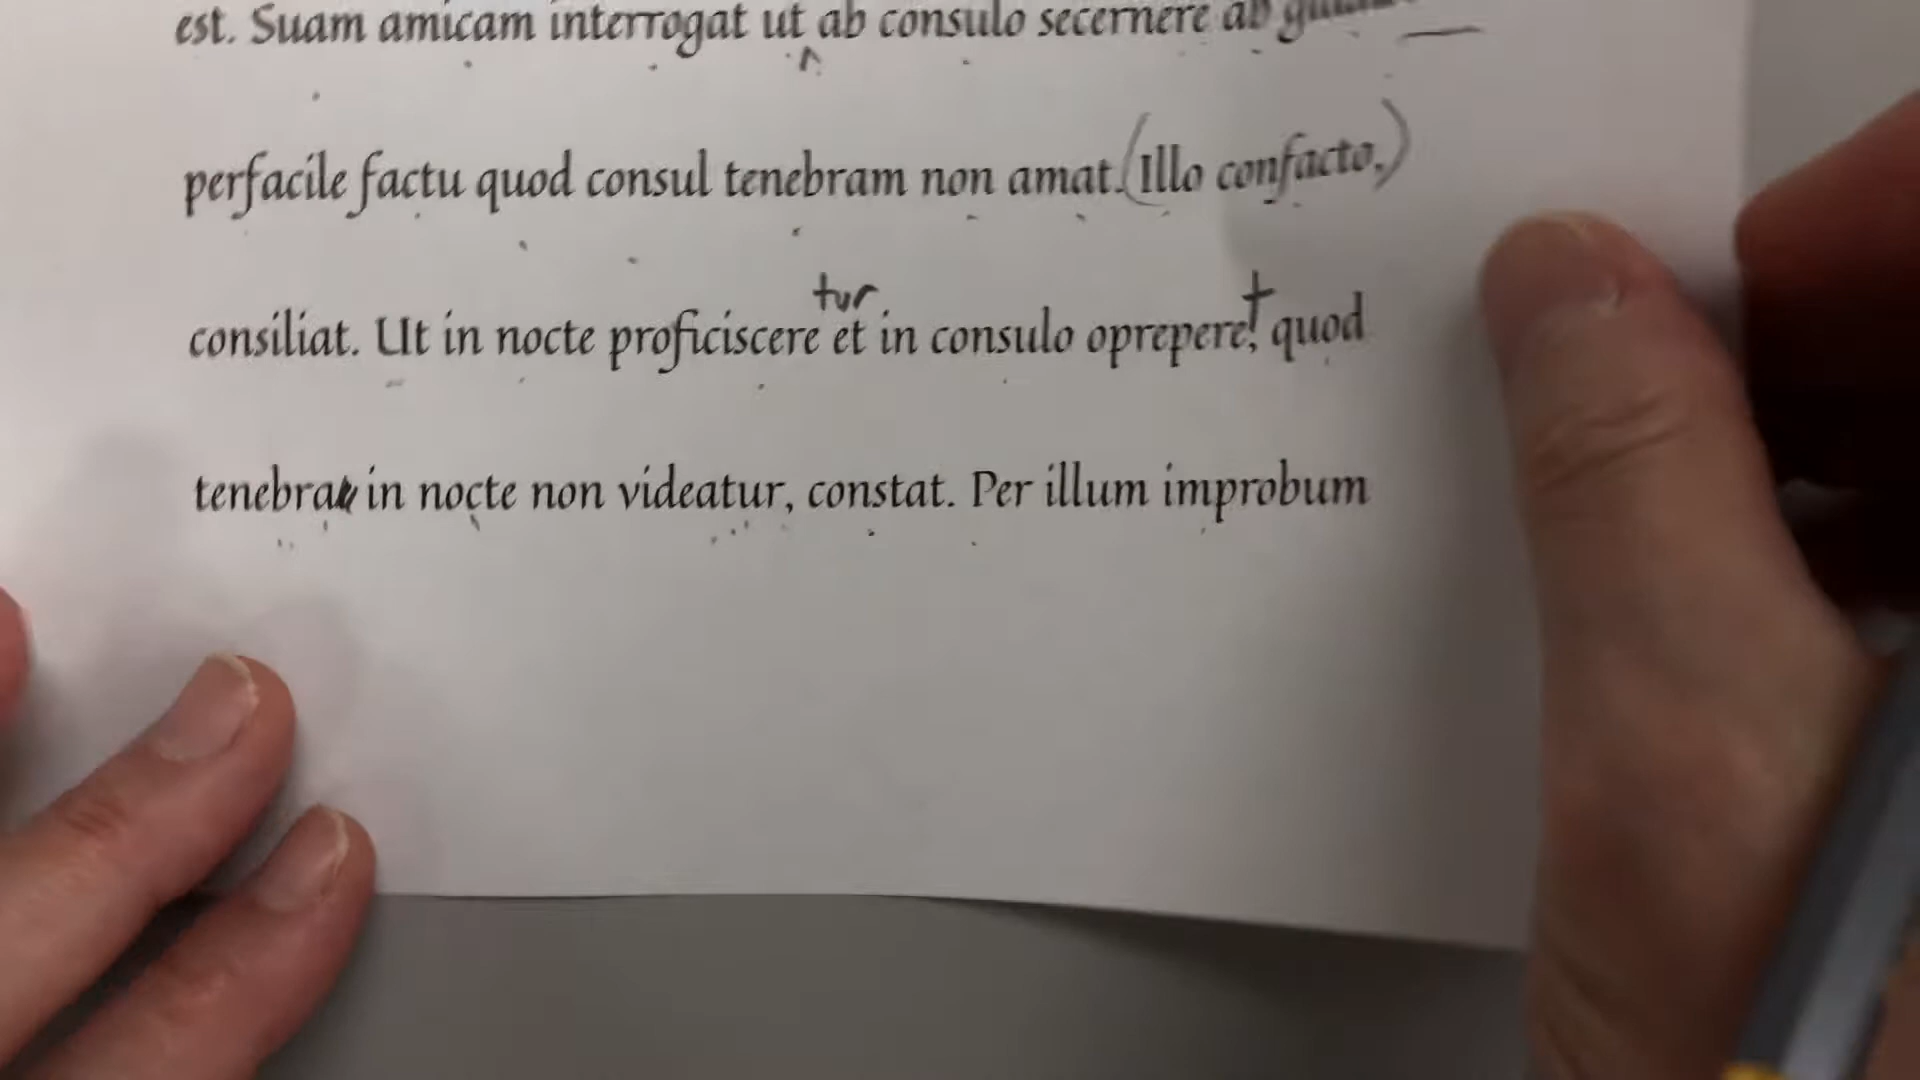 est. Suam amicam interrogat ut ab consulo secernere ab
perfacile factu quod consul tenebram non amat. (Illo confacto,)
tur t
consiliat. Ut in nocte proficiscere et in consulo oprepere, quod
tenebra in nocte non videatur, constat. Per illum improbum